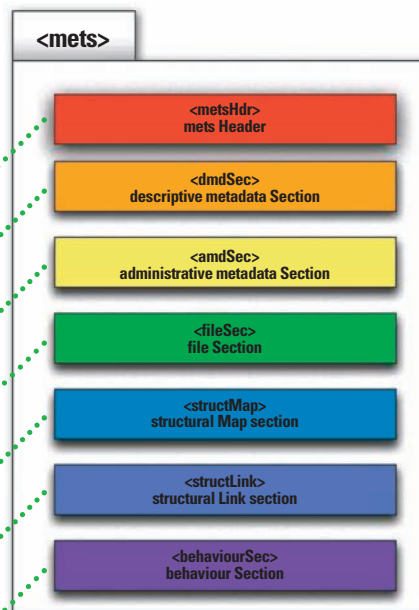 <mets>
<metsHdr>
mets Header
<dmdSec>
descriptive metadata Section
<amdSec>
administrative metadata Section
<fileSec>
file Section
<structMap>
structural Map section
<structLink>
structural Link section
<behaviourSec>
behaviour Section